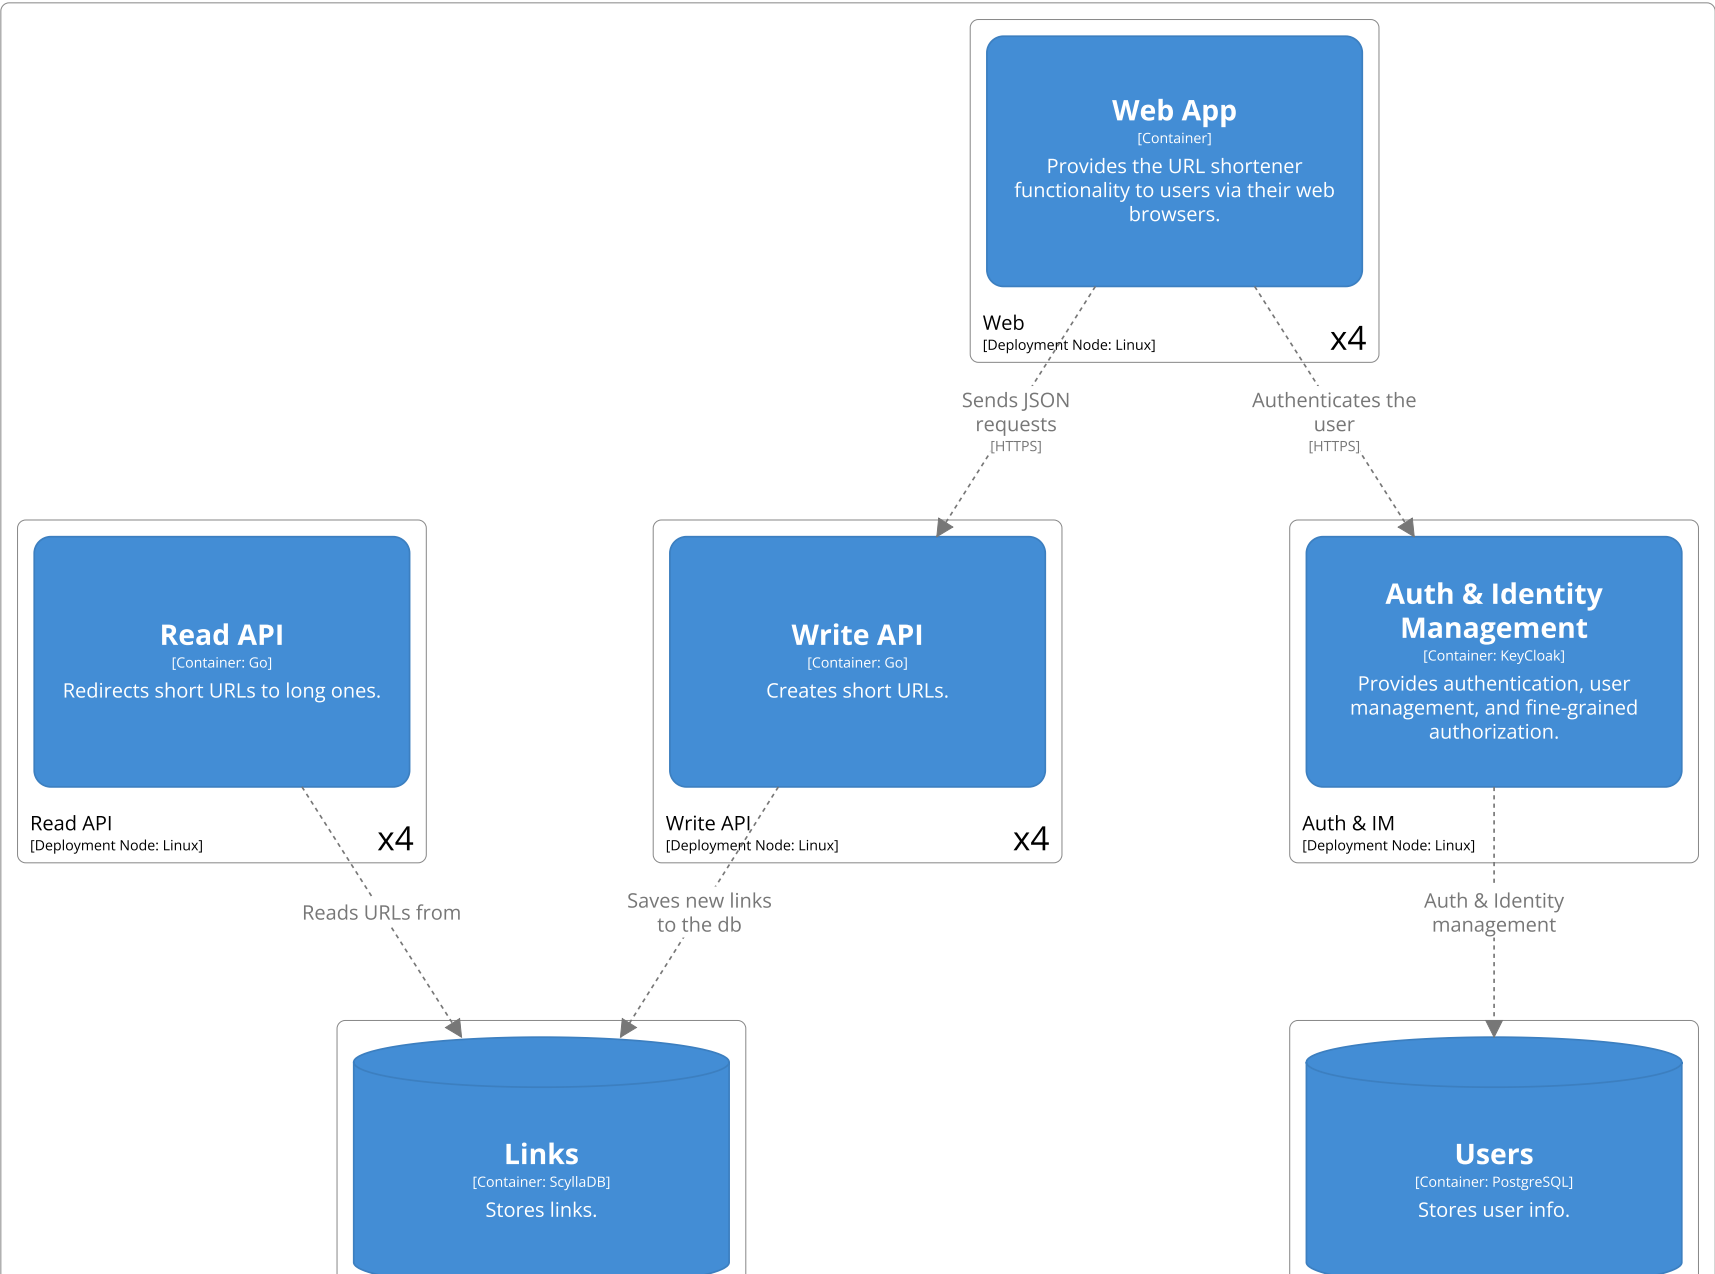 Web App
[Container]
Provides the URL shortener
functionality to users via their web
browsers.
Web
[Deployment Node: Linux]
x4
Sends JSON
requests
[HTTPS]
Authenticates the
user
[HTTPS]
Read API
[Container: Go]
Redirects short URLs to long ones.
Read API
[Deployment Node: Linux]
x4
Write API
[Container: Go]
Creates short URLs.
Write API
[Deployment Node: Linux]
x4
Auth & Identity
Management
[Container: KeyCloak]
Provides authentication, user
management, and fine-grained
authorization.
Auth & IM
[Deployment Node: Linux]
Reads URLs from
Saves new links
to the db
Auth & Identity
management
Links
[Container: ScyllaDB]
Stores links.
Users
[Container: PostgreSQL]
Stores user info.